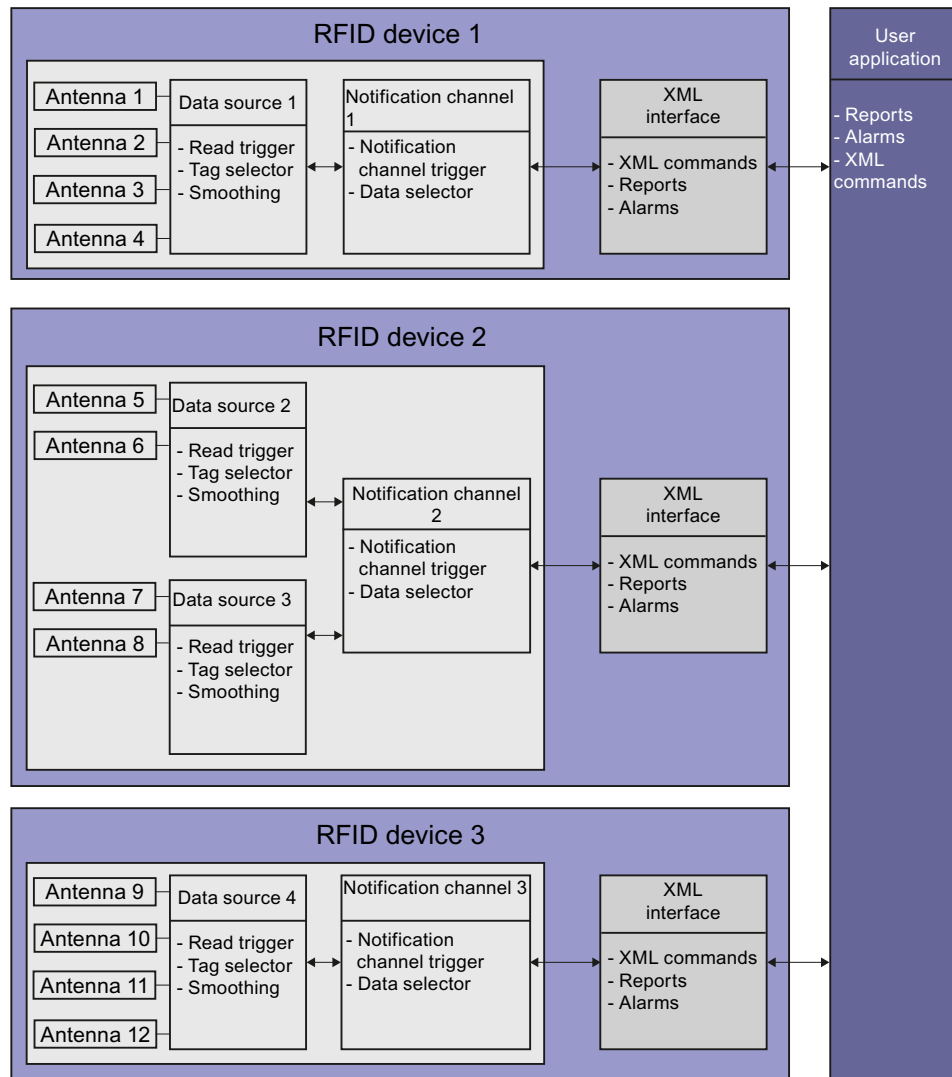 RFID device 1
Antenna 1
Antenna 2
Antenna 3
Antenna 4
Data source 1
- Read trigger
- Tag selector
- Smoothing
Notification channel
1
- Notification
channel trigger
- Data selector
XML
interface
- XML commands
- Reports
- Alarms
User
application
- Reports
- Alarms
- XML
commands
RFID device 2
Antenna 5
Antenna 6
Data source 2
- Read trigger
- Tag selector
- Smoothing
Antenna 7
Antenna 8
Data source 3
- Read trigger
- Tag selector
- Smoothing
Notification channel
2
- Notification
channel trigger
- Data selector
XML
interface
- XML commands
- Reports
- Alarms
RFID device 3
Antenna 9
Antenna 10
Antenna 11
Antenna 12
Data source 4
- Read trigger
- Tag selector
- Smoothing
Notification channel 3
- Notification
channel trigger
- Data selector
XML
interface
- XML commands
- Reports
- Alarms